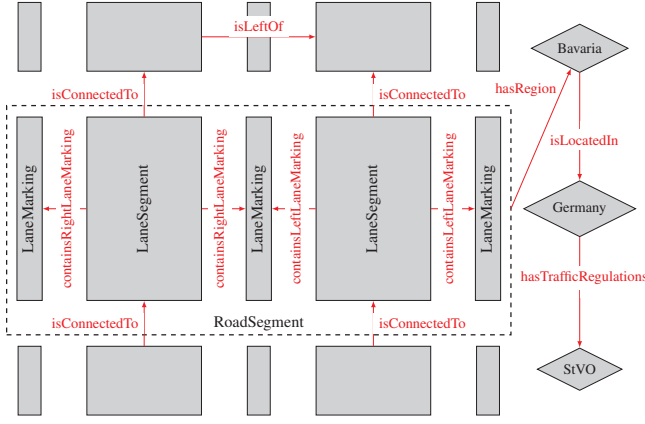 isLeftOf
Bavaria
isConnectedTo
isConnectedTo
hasRegion
LaneMarking
containsRightLaneMarking
LaneSegment
containsRightLaneMarking
LaneMarking
containsLeftLaneMarking
LaneSegment
containsLeftLaneMarking
LaneMarking
isLocatedIn
Germany
hasTrafficRegulations
isConnectedTo
RoadSegment
isConnectedTo
StVO